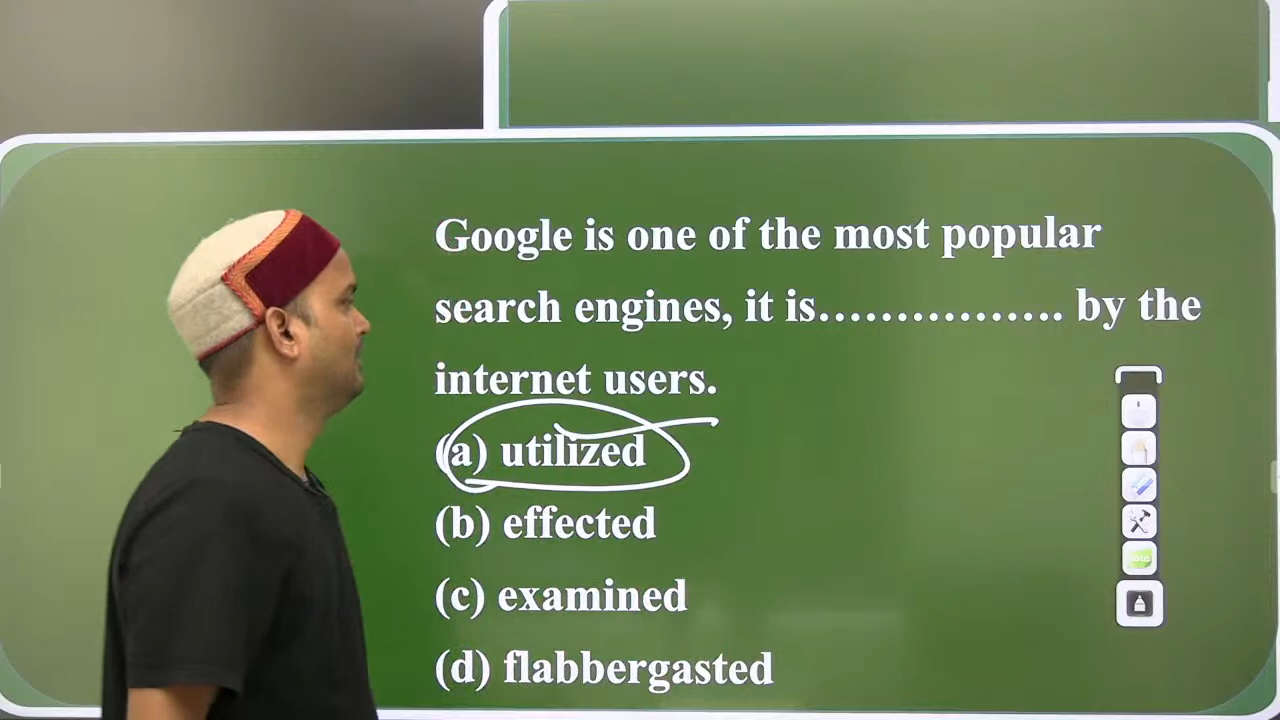 Google is one of the most popular
search engines, it is................ by the
internet users.
(a) utilized
(b) effected
(c) examined
(d) flabbergasted